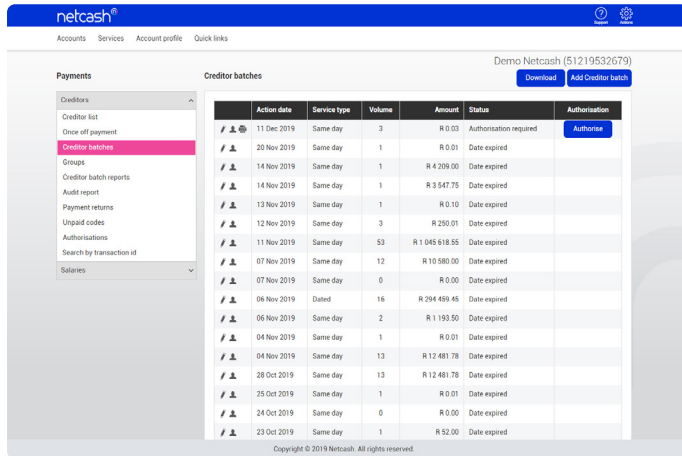 netcash®
Support Actions
Accounts Services Account profile Quick links
Demo Netcash (51219532679)
Payments
Creditor batches
Download Add Creditor batch
Creditors
Creditor list
Once off payment
Creditor batches
Groups
Creditor batch reports
Audit report
Payment returns
Unpaid codes
Authorisations
Search by transaction id
Salaries
Action date Service type Volume Amount Status Authorisation
11 Dec 2019 Same day 3 R 0.03 Authorisation required Authorise
20 Nov 2019 Same day 1 R 0.01 Date expired
14 Nov 2019 Same day 1 R 4 209.00 Date expired
14 Nov 2019 Same day 1 R 3 547.75 Date expired
13 Nov 2019 Same day 1 R 0.10 Date expired
12 Nov 2019 Same day 3 R 250.01 Date expired
11 Nov 2019 Same day 53 R 1 045 618.55 Date expired
07 Nov 2019 Same day 12 R 10 580.00 Date expired
07 Nov 2019 Same day 0 R 0.00 Date expired
06 Nov 2019 Dated 16 R 294 459.45 Date expired
06 Nov 2019 Same day 2 R 1 193.50 Date expired
04 Nov 2019 Same day 1 R 0.01 Date expired
04 Nov 2019 Same day 13 R 12 481.78 Date expired
28 Oct 2019 Same day 13 R 12 481.78 Date expired
25 Oct 2019 Same day 1 R 0.01 Date expired
24 Oct 2019 Same day 0 R 0.00 Date expired
23 Oct 2019 Same day 1 R 52.00 Date expired
Copyright © 2019 Netcash. All rights reserved.